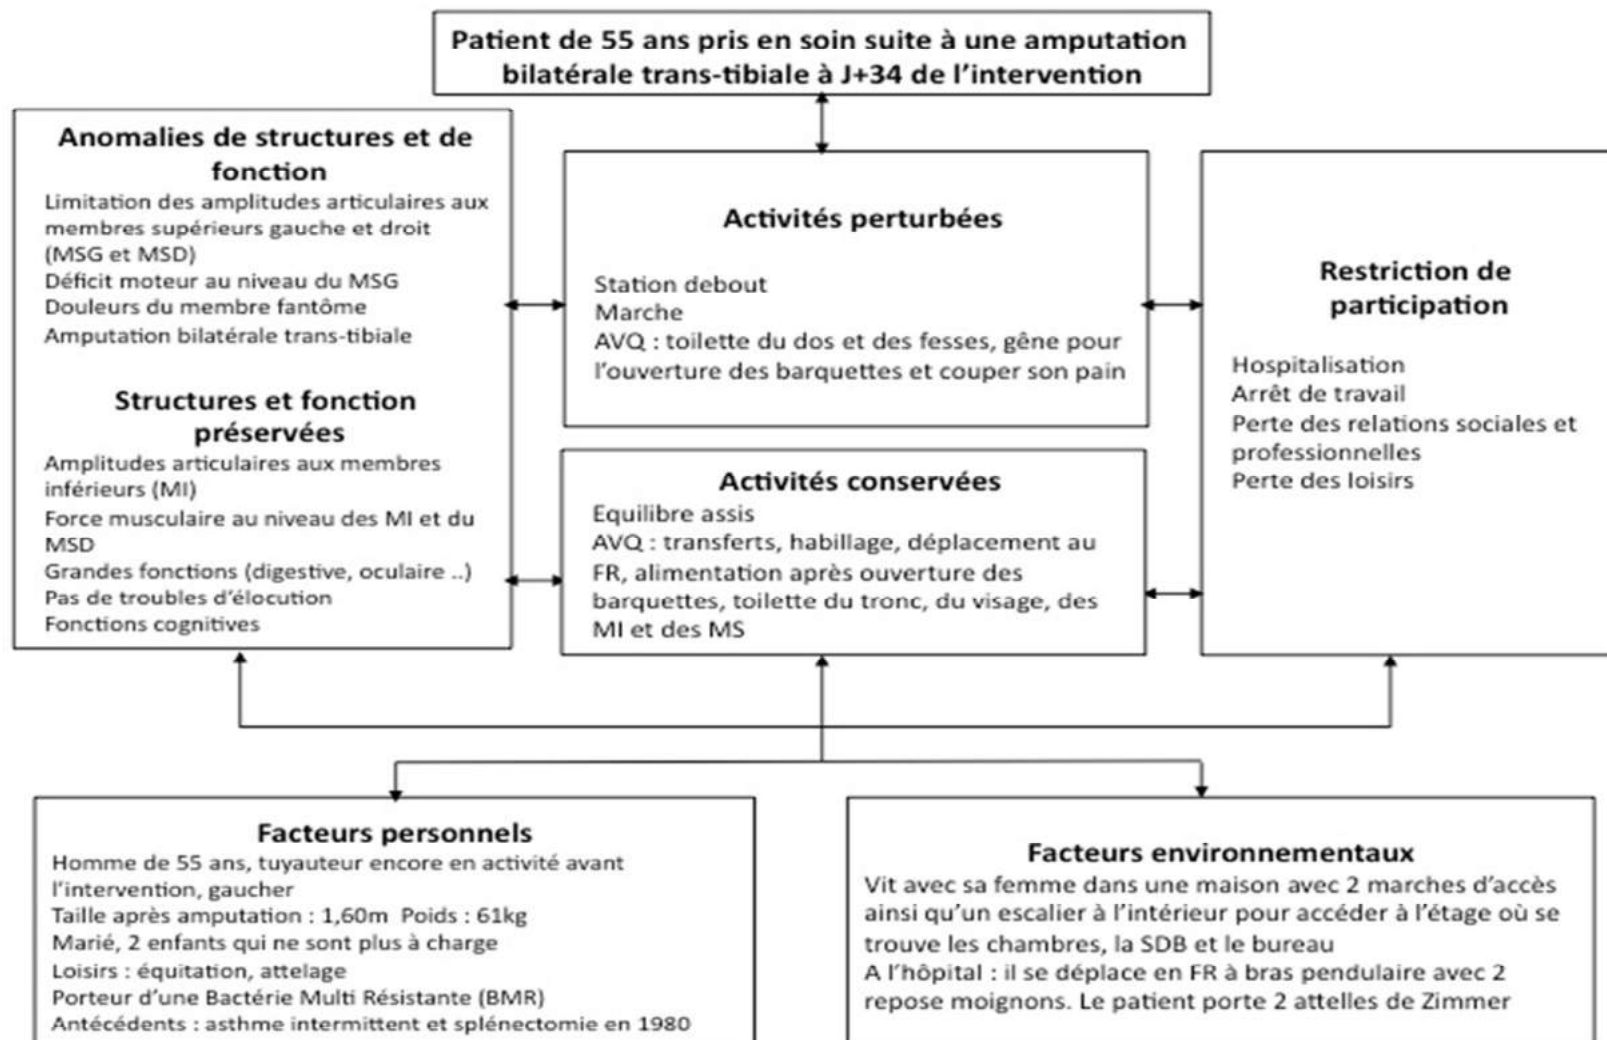 Patient de 55 ans pris en soin suite à une amputation
bilatérale trans-tibiale à J+34 de l'intervention
Anomalies de structures et de
fonction
Limitation des amplitudes articulaires aux
membres supérieurs gauche et droit
(MSG et MSD)
Déficit moteur au niveau du MSG
Douleurs du membre fantôme
Amputation bilatérale trans-tibiale
Structures et fonction
préservées
Amplitudes articulaires aux membres
inférieurs (MI)
Force musculaire au niveau des MI et du
MSD
Grandes fonctions (digestive, oculaire ..)
Pas de troubles d'élocution
Fonctions cognitives
Activités perturbées
Station debout
Marche
AVQ : toilette du dos et des fesses, gêne pour
l'ouverture des barquettes et couper son pain
Activités conservées
Equilibre assis
AVQ : transferts, habillage, déplacement au
FR, alimentation après ouverture des
barquettes, toilette du tronc, du visage, des
MI et des MS
Restriction de
participation
Hospitalisation
Arrêt de travail
Perte des relations sociales et
professionnelles
Perte des loisirs
Facteurs personnels
Homme de 55 ans, tuyauteur encore en activité avant
l'intervention, gaucher
Taille après amputation : 1,60m Poids : 61kg
Marié, 2 enfants qui ne sont plus à charge
Loisirs : équitation, attelage
Porteur d'une Bactérie Multi Résistante (BMR)
Antécédents : asthme intermittent et splénectomie en 1980
Facteurs environnementaux
Vit avec sa femme dans une maison avec 2 marches d'accès
ainsi qu'un escalier à l'intérieur pour accéder à l'étage où se
trouve les chambres, la SDB et le bureau
A l'hôpital : il se déplace en FR à bras pendulaire avec 2
repose moignons. Le patient porte 2 attelles de Zimmer